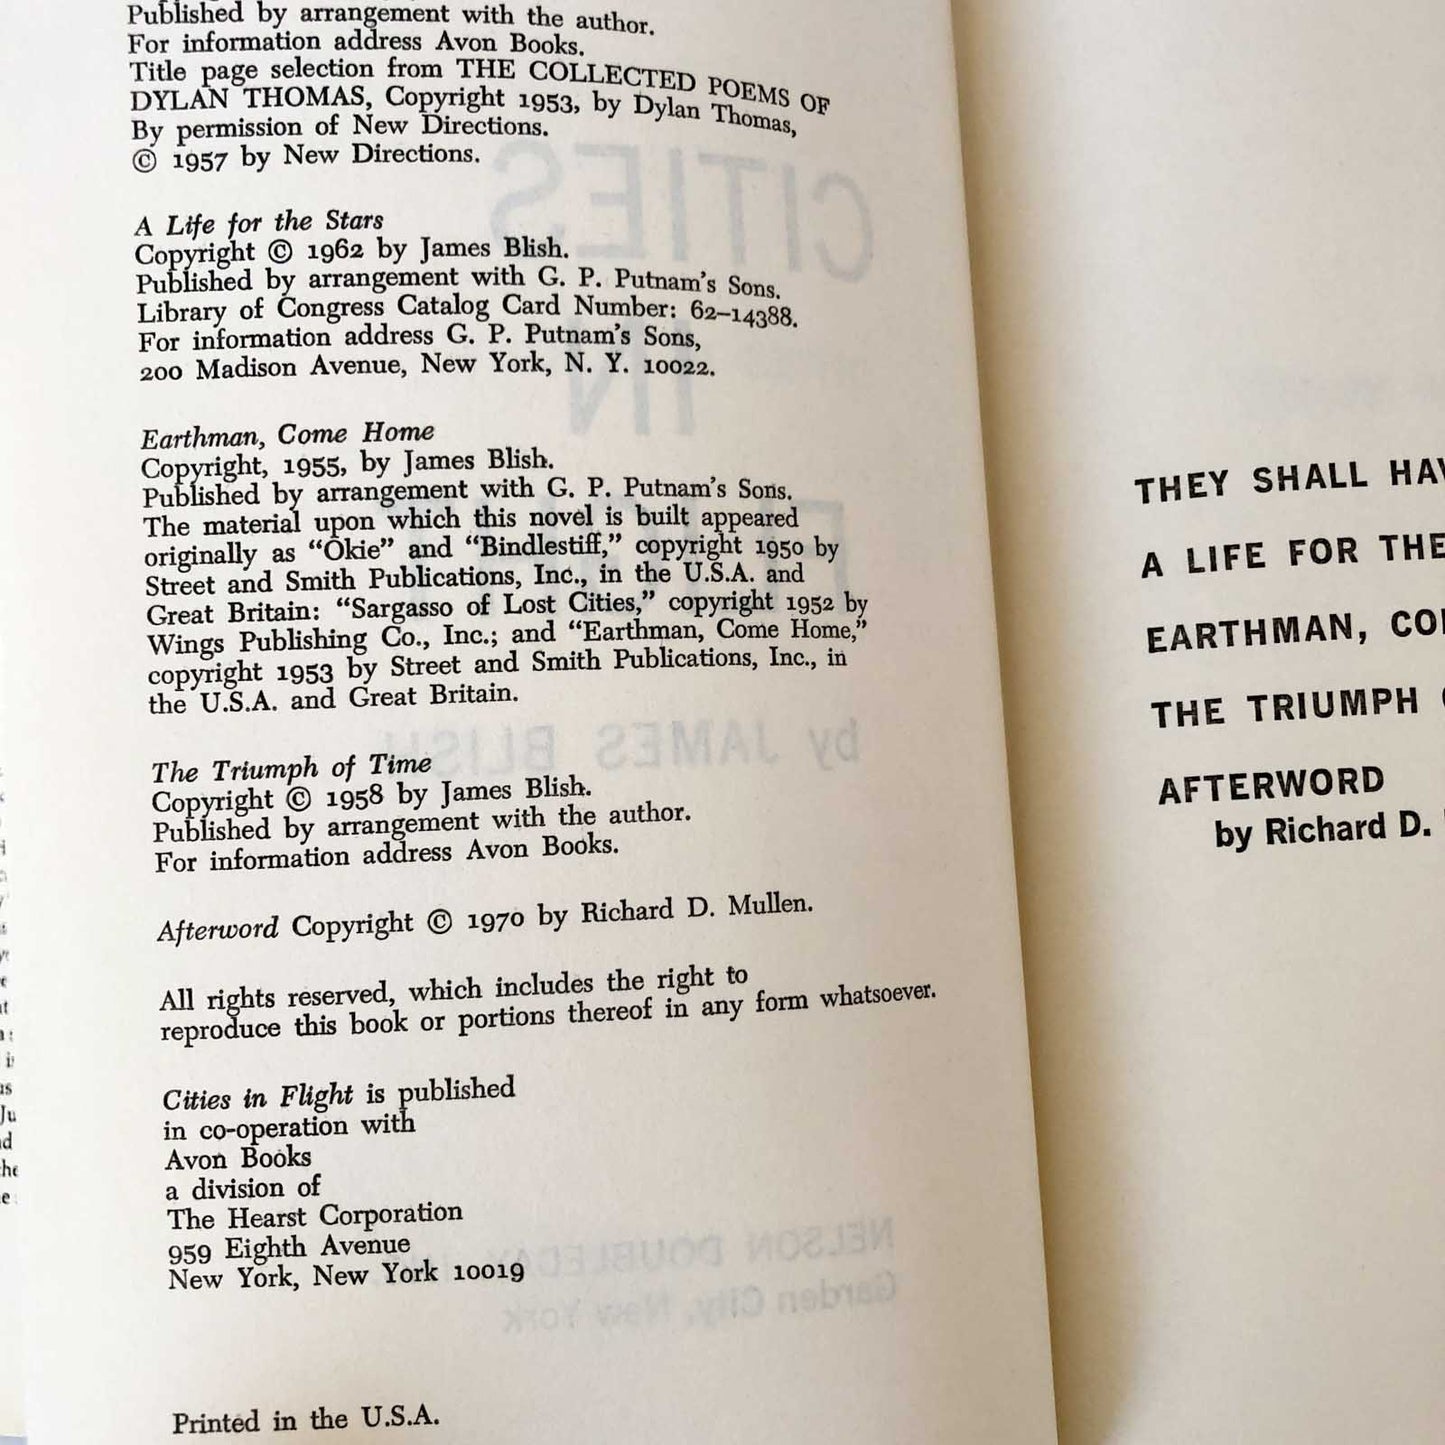 Published by arrangement with the author.
For information address Avon Books.
Title page selection from THE COLLECTED POEMS OF
DYLAN THOMAS, Copyright 1953, by Dylan Thomas,
By permission of New Directions.
© 1957 by New Directions.
A Life for the Stars
Copyright © 1962 by James Blish.
Published by arrangement with G. P. Putnam's Sons.
Library of Congress Catalog Card Number: 62–14388.
For information address G. P. Putnam's Sons,
200 Madison Avenue, New York, N. Y. 10022.
Earthman, Come Home
Copyright, 1955, by James Blish.
Published by arrangement with G. P. Putnam's Sons.
The material upon which this novel is built appeared
originally as “Okie” and “Bindlestiff,” copyright 1950 by
Street and Smith Publications, Inc., in the U.S.A. and
Great Britain: “Sargasso of Lost Cities,” copyright 1952 by
Wings Publishing Co., Inc.; and “Earthman, Come Home,”
copyright 1953 by Street and Smith Publications, Inc., in
the U.S.A. and Great Britain.
The Triumph of Time
Copyright © 1958 by James Blish.
Published by arrangement with the author.
For information address Avon Books.
Afterword Copyright © 1970 by Richard D. Mullen.
All rights reserved, which includes the right to
reproduce this book or portions thereof in any form whatsoever.
Cities in Flight is published
in co-operation with
Avon Books
a division of
The Hearst Corporation
959 Eighth Avenue
New York, New York 10019
Printed in the U.S.A.
THEY SHALL HAV
A LIFE FOR THE
EARTHMAN, CO
THE TRIUMPH
AFTERWORD
by Richard D.